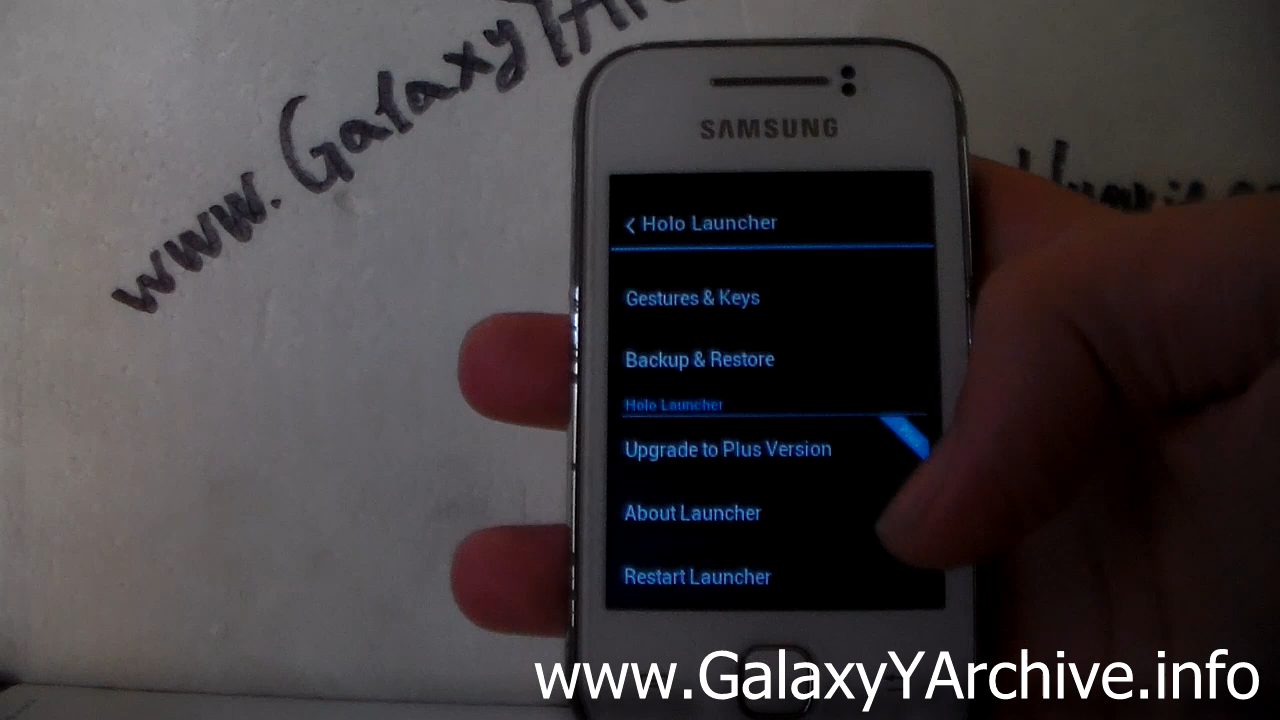 www.GalaxyYAr
SAMSUNG
Holo Launcher
Gestures & Keys
Backup & Restore
Holo Launcher
Upgrade to Plus Version
About Launcher
Restart Launcher
www.GalaxyYArchive.info